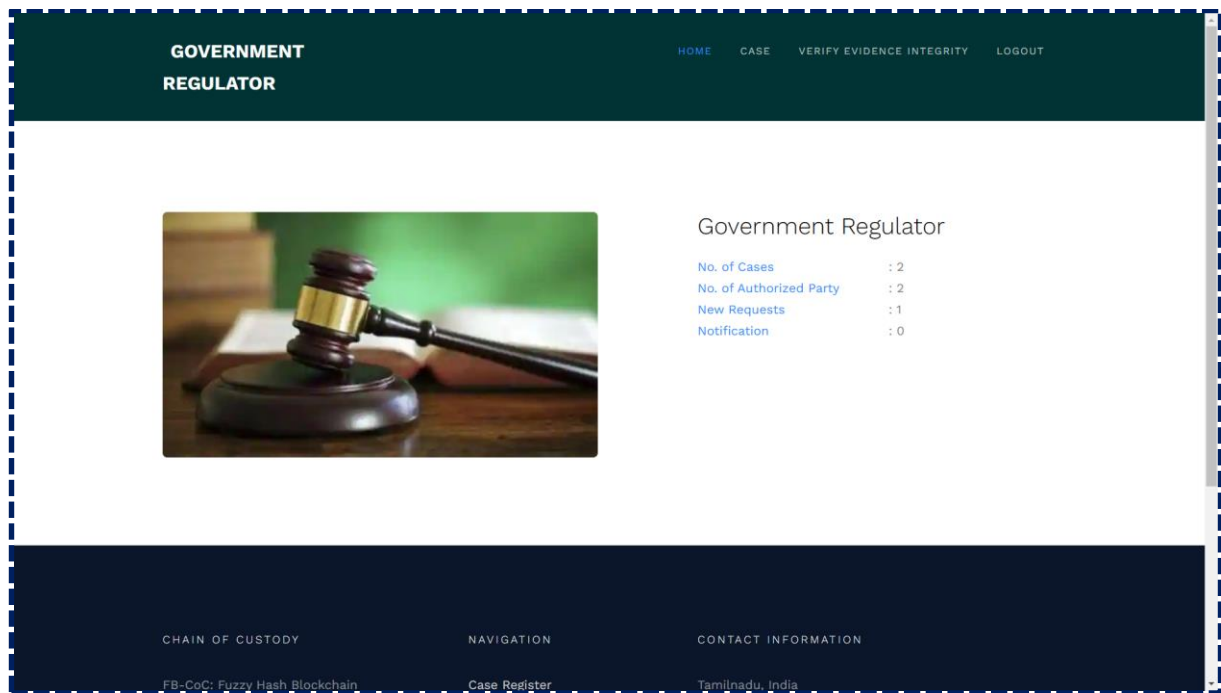 GOVERNMENT
REGULATOR
HOME CASE VERIFY EVIDENCE INTEGRITY LOGOUT
Government Regulator
No. of Cases : 2
No. of Authorized Party : 2
New Requests : 1
Notification : 0
CHAIN OF CUSTODY
FB-CoC: Fuzzy Hash Blockchain
NAVIGATION
Case Register
CONTACT INFORMATION
Tamilnadu, India